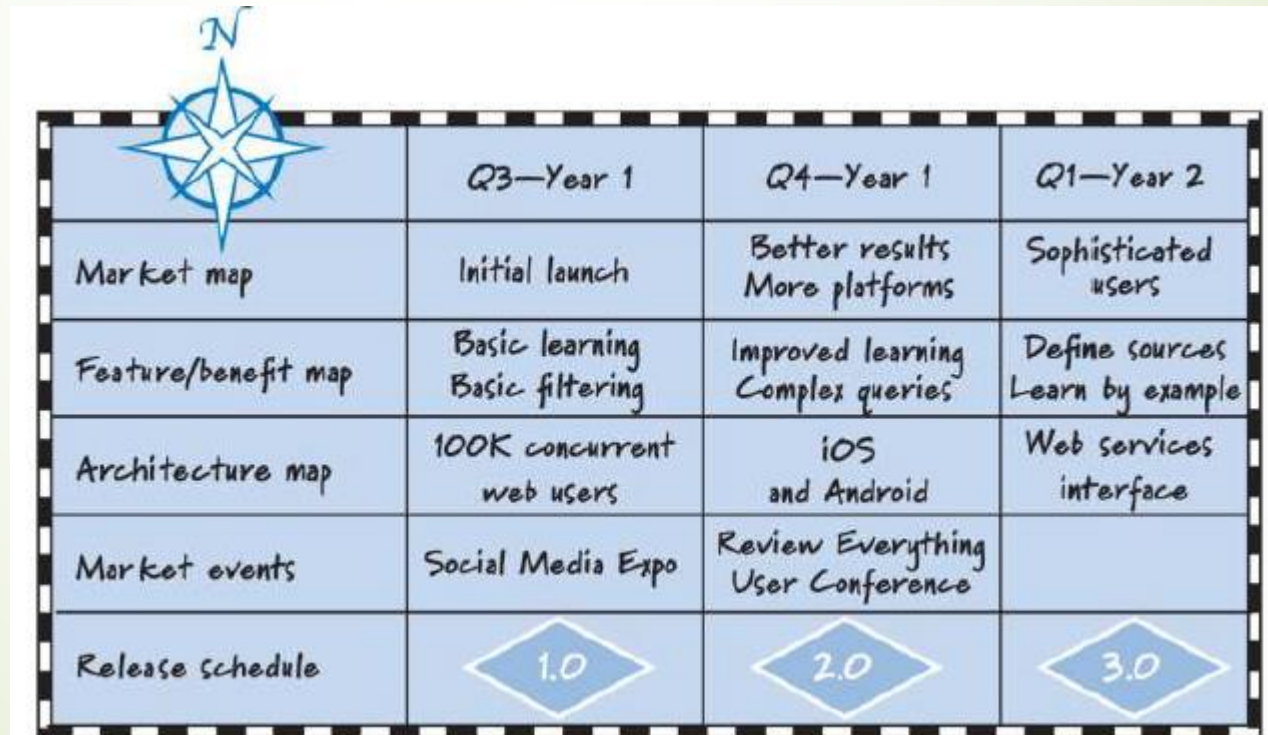 N
Q3—Year 1
Q4—Year 1
Q1—Year 2
Market map
Initial launch
Better results
More platforms
Sophisticated
users
Feature/benefit map
Basic learning
Basic filtering
Improved learning
Complex queries
Define sources
Learn by example
Architecture map
100K concurrent
web users
iOS
and Android
Web services
interface
Market events
Social Media Expo
Review Everything
User Conference
Release schedule
1.0
2.0
3.0